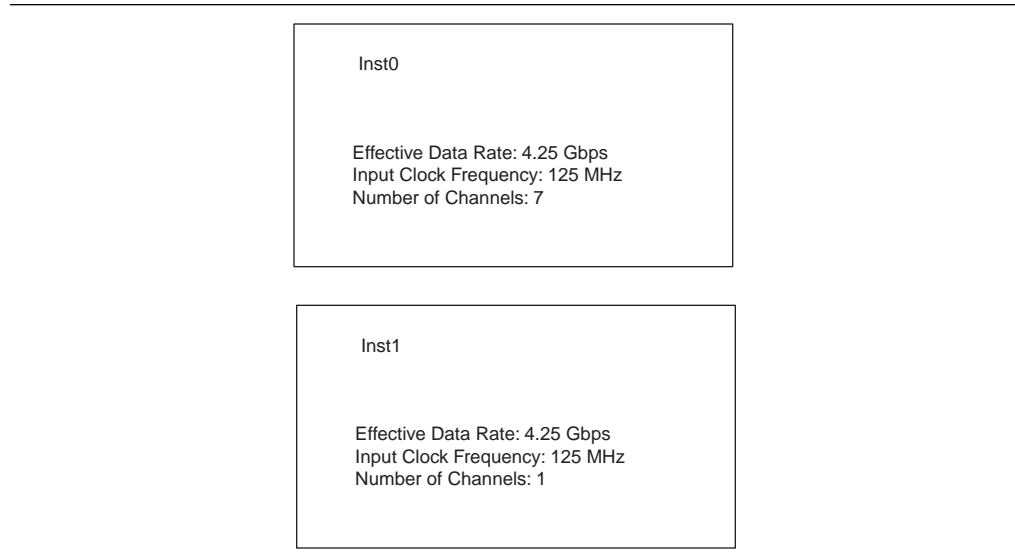 Inst0
Effective Data Rate: 4.25 Gbps
Input Clock Frequency: 125 MHz
Number of Channels: 7
Inst1
Effective Data Rate: 4.25 Gbps
Input Clock Frequency: 125 MHz
Number of Channels: 1